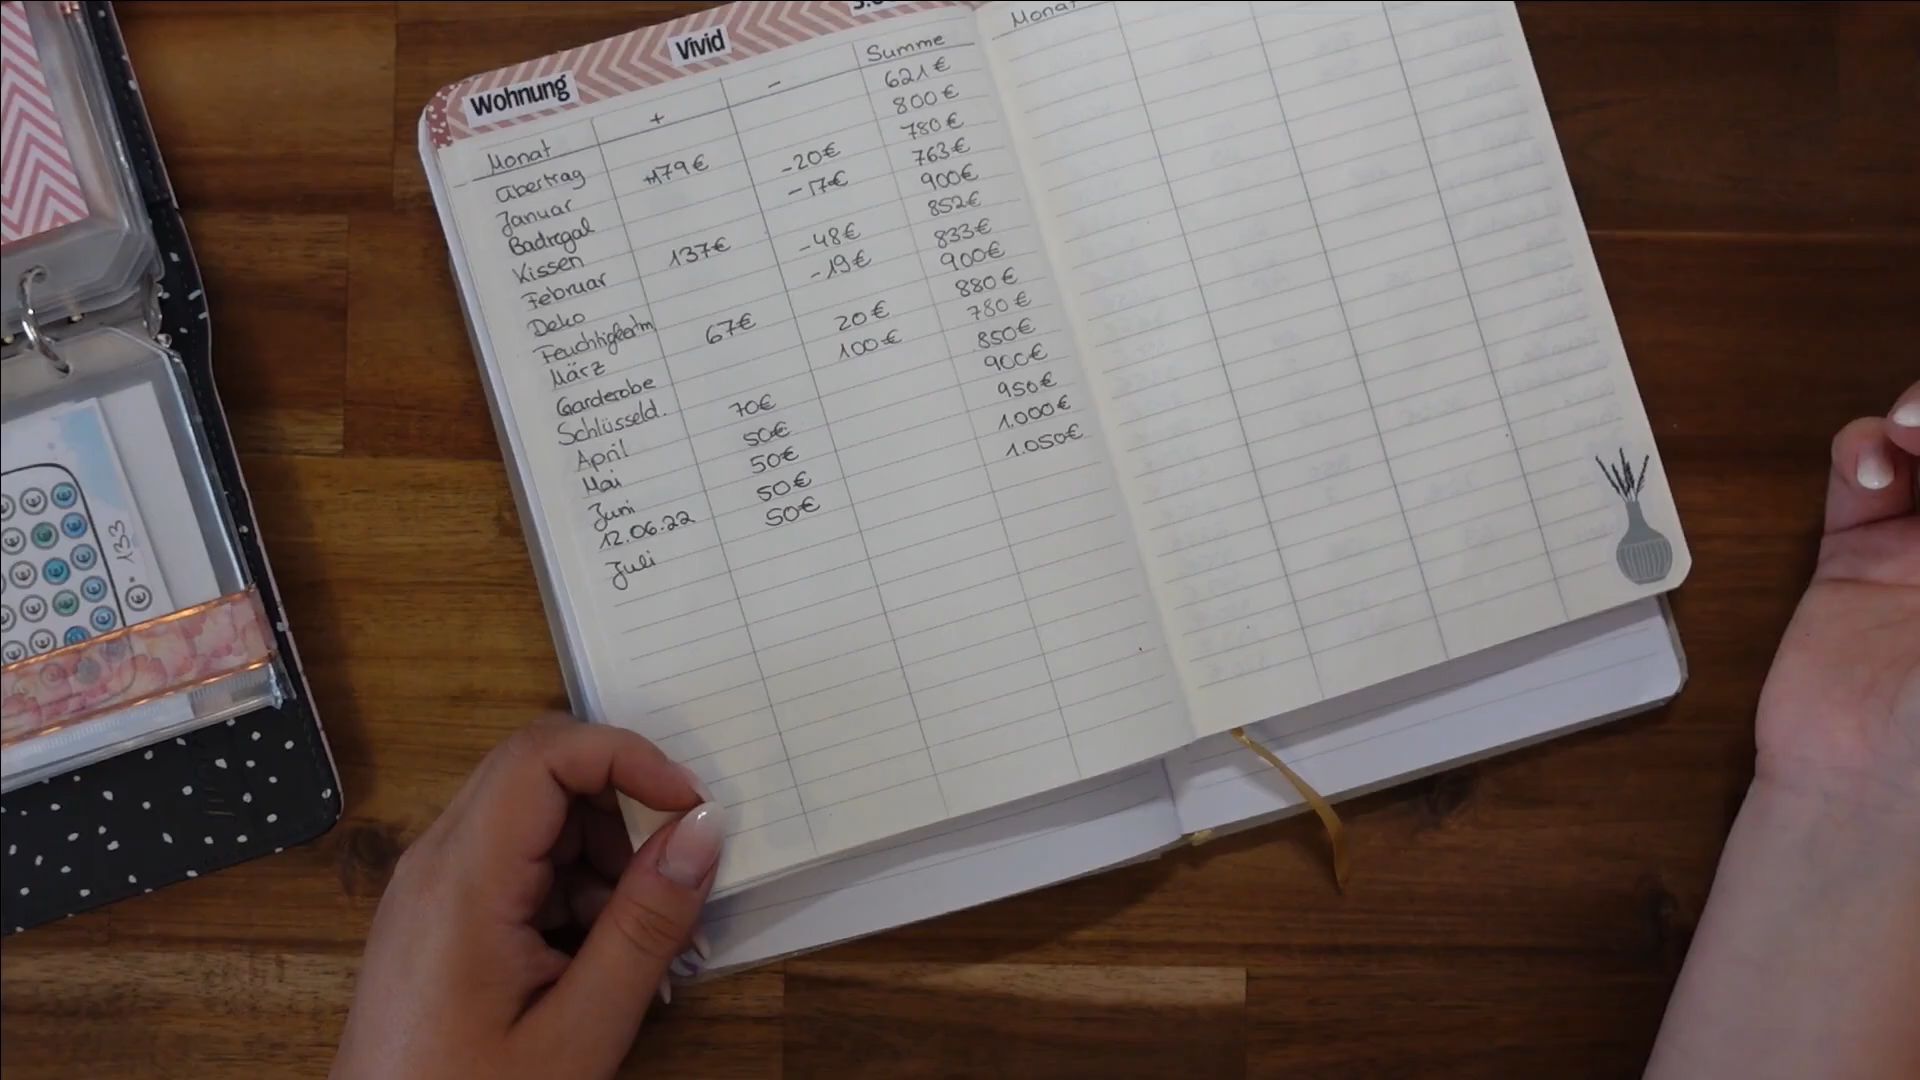 Wohnung Vivid
Monat + - Summe
Übertrag 621€
Januar +179€ 800€
Badregal -20€ 780€
Kissen -17€ 763€
Februar 137€ 900€
Deko -48€ 852€
Feuchtigkeitm -19€ 833€
März 67€ 900€
Garderobe 20€ 880€
Schlüsseld. 100€ 780€
April 70€ 850€
Mai 50€ 900€
Juni 50€ 950€
12.06.22 50€ 1.000€
Juli 50€ 1.050€
Monat
133